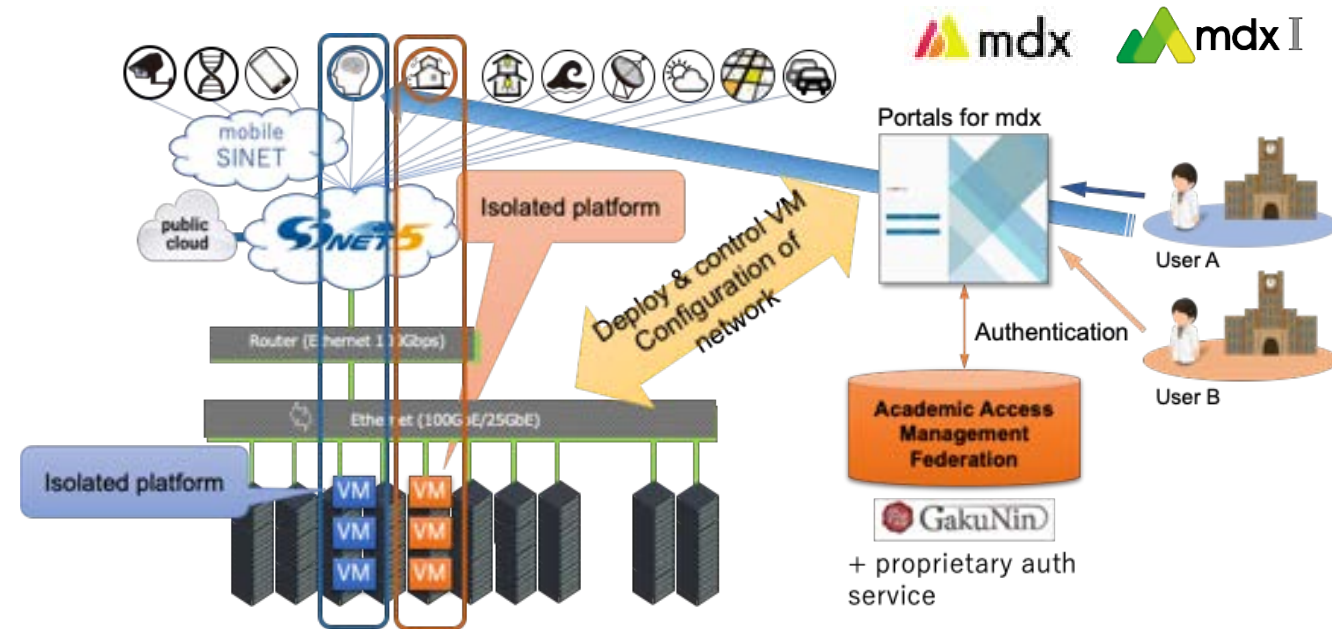 mdx
mdx I
mobile
SINET
Portals for mdx
public
cloud
SINET5
Isolated platform
Deploy & control VM
Configuration of
network
User A
Router (Ethernet 100Gbps)
Authentication
User B
Ethernet (100GbE/25GbE)
Academic Access
Management
Federation
Isolated platform
VM
VM
VM
VM
VM
VM
GakuNin
+ proprietary auth
service